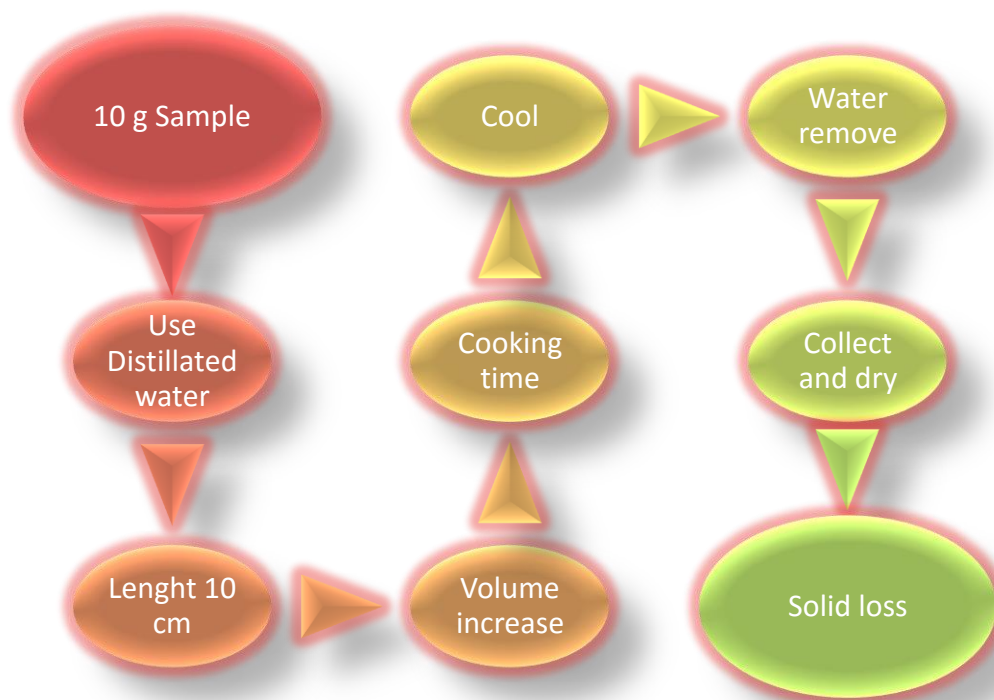 10 g Sample
Use
Distillated
water
Lenght 10
cm
Volume
increase
Cooking
time
Cool
Water
remove
Collect
and dry
Solid loss